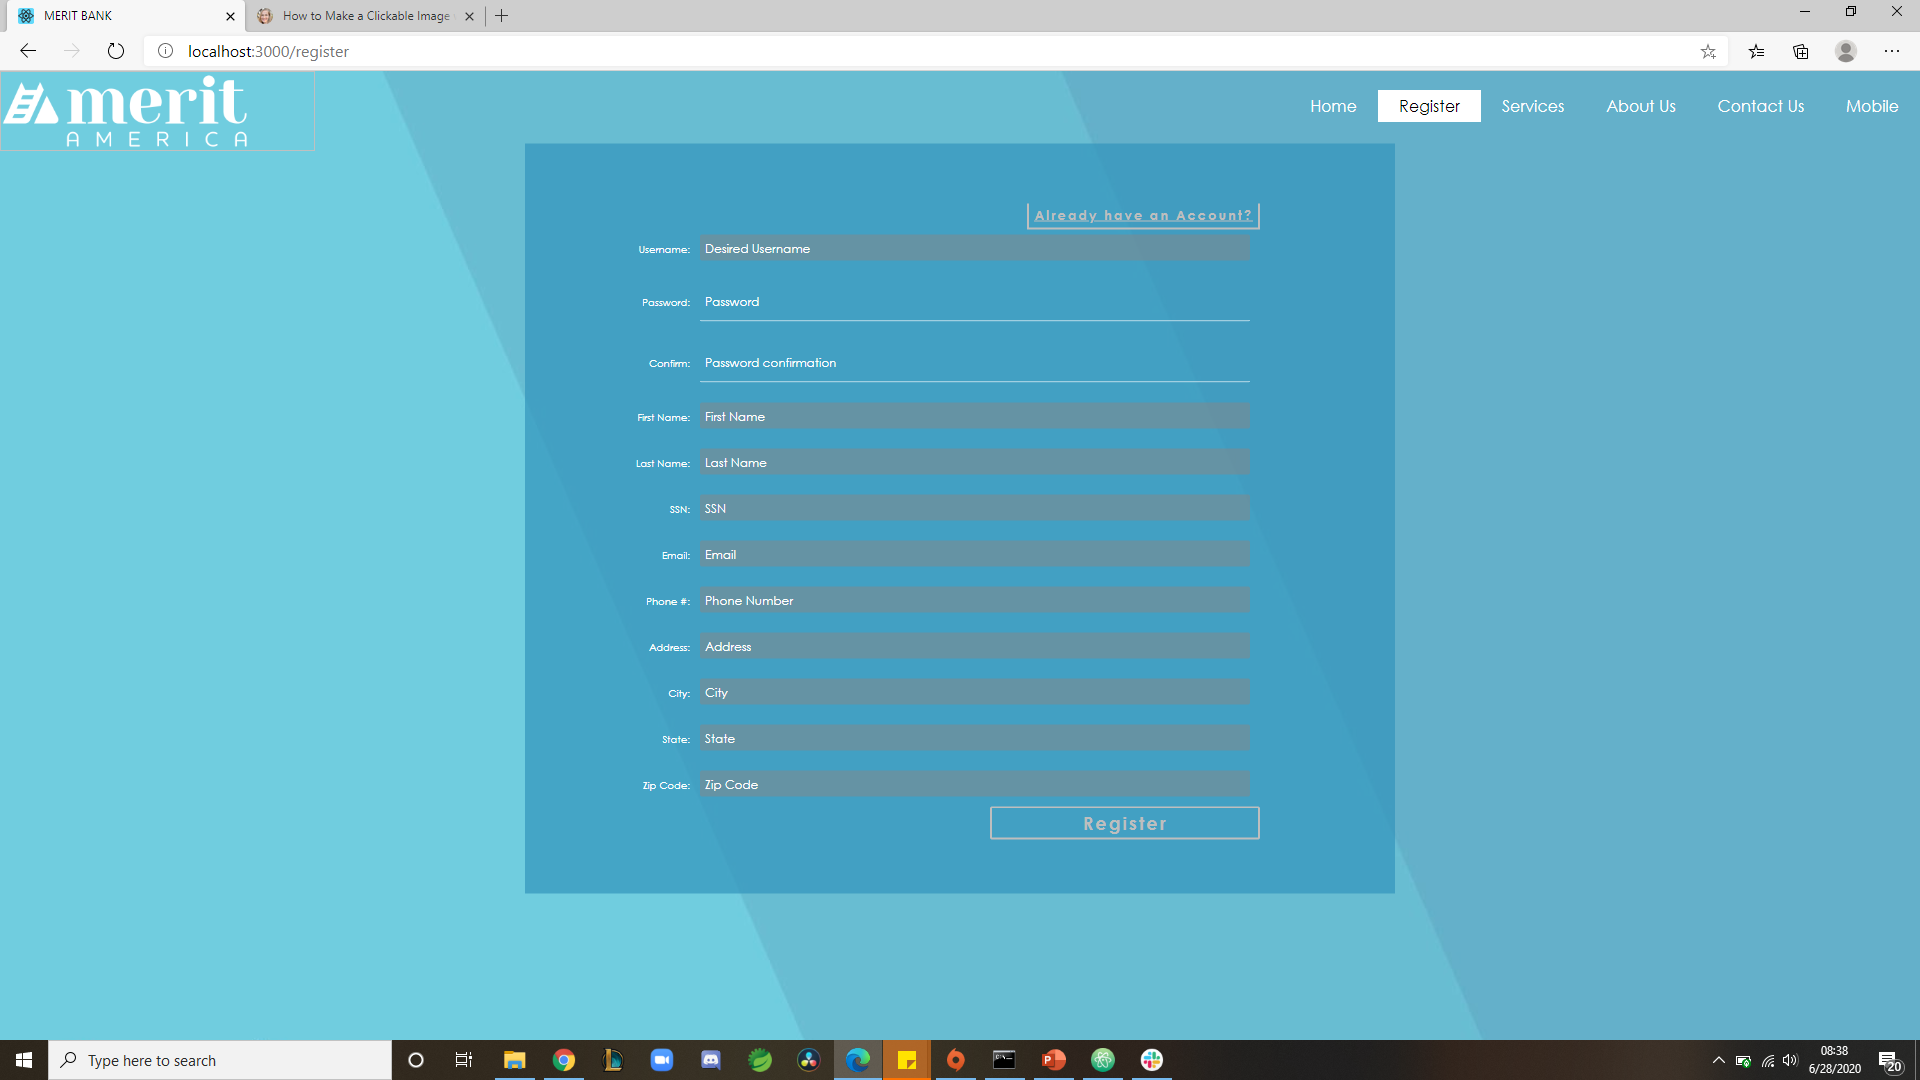 MERIT BANK
How to Make a Clickable Image
localhost:3000/register
merit
AMERICA
Home Register Services About Us Contact Us Mobile
Already have an Account?
Username: Desired Username
Password: Password
Confirm: Password confirmation
First Name: First Name
Last Name: Last Name
SSN: SSN
Email: Email
Phone #: Phone Number
Address: Address
City: City
State: State
Zip Code: Zip Code
Register
Type here to search
08:38
6/28/2020
20